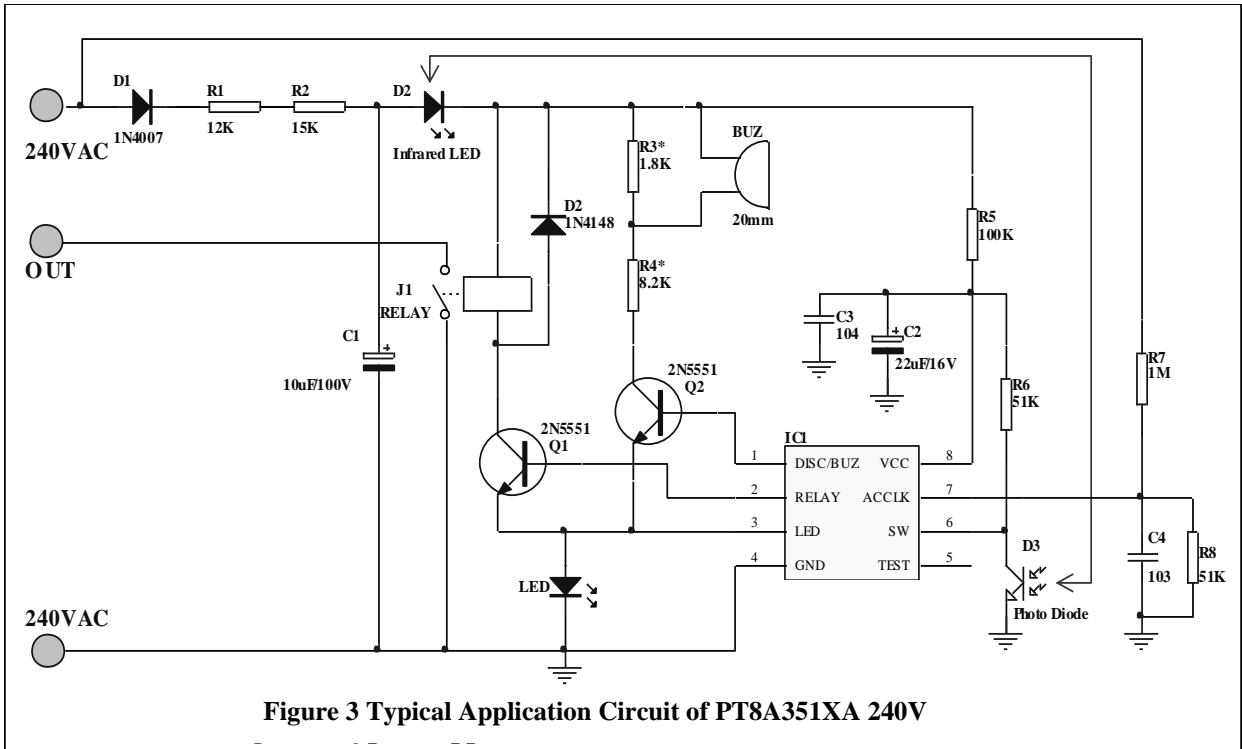 D1
1N4007
R1
12K
R2
15K
D2
Infrared LED
240VAC
OUT
R3*
1.8K
BUZ
20mm
D2
1N4148
R4*
8.2K
J1
RELAY
R5
100K
C3
104
+
C2
22uF/16V
C1
+
10uF/100V
R7
1M
R6
51K
2N5551
Q2
2N5551
Q1
IC1
1 DISC/BUZ VCC 8
2 RELAY ACCLK 7
3 LED SW 6
4 GND TEST 5
D3
Photo Diode
C4
103
R8
51K
LED
240VAC
Figure 3 Typical Application Circuit of PT8A351XA 240V